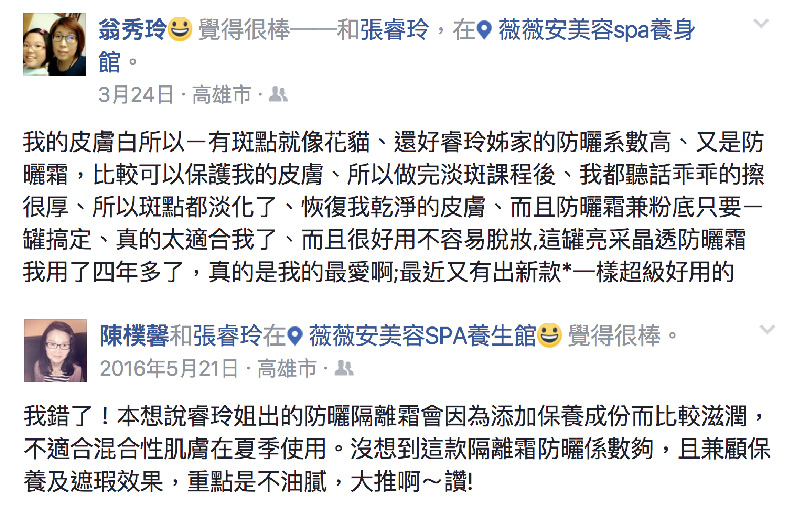 翁秀玲😀 覺得很棒——和張睿玲，在 薇薇安美容spa養身
館。
3月24日 · 高雄市 ·
我的皮膚白所以ㄧ有斑點就像花貓、還好睿玲姊家的防曬系數高、又是防
曬霜，比較可以保護我的皮膚、所以做完淡斑課程後、我都聽話乖乖的擦
很厚、所以斑點都淡化了、恢復我乾淨的皮膚、而且防曬霜兼粉底只要ㄧ
罐搞定、真的太適合我了、而且很好用不容易脫妝,這罐亮采晶透防曬霜
我用了四年多了，真的是我的最愛啊;最近又有出新款*ㄧ樣超級好用的
陳樸馨和張睿玲在 薇薇安美容SPA養生館😀 覺得很棒。
2016年5月21日 · 高雄市 ·
我錯了！本想說睿玲姐出的防曬隔離霜會因為添加保養成份而比較滋潤，
不適合混合性肌膚在夏季使用。沒想到這款隔離霜防曬係數夠，且兼顧保
養及遮瑕效果，重點是不油膩，大推啊～讚!